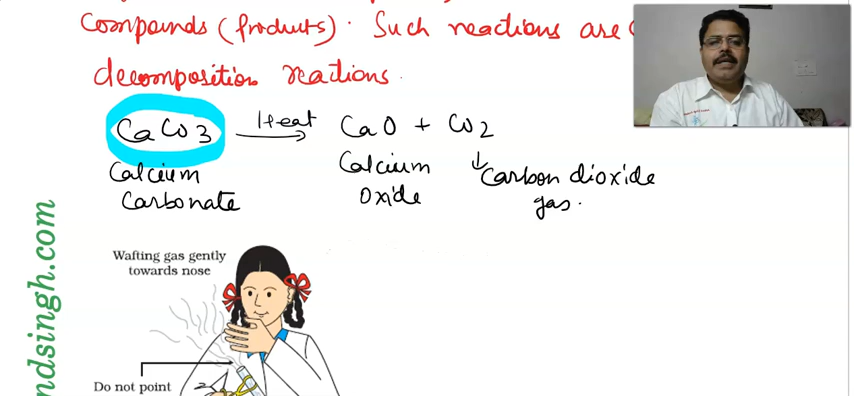 compounds (products). Such reactions are
decomposition reactions.
CaCO3 Heat CaO + CO2
Calcium Carbonate
Calcium Oxide
↓ Carbon dioxide gas.
Wafting gas gently
towards nose
Do not point
ndsingh.com